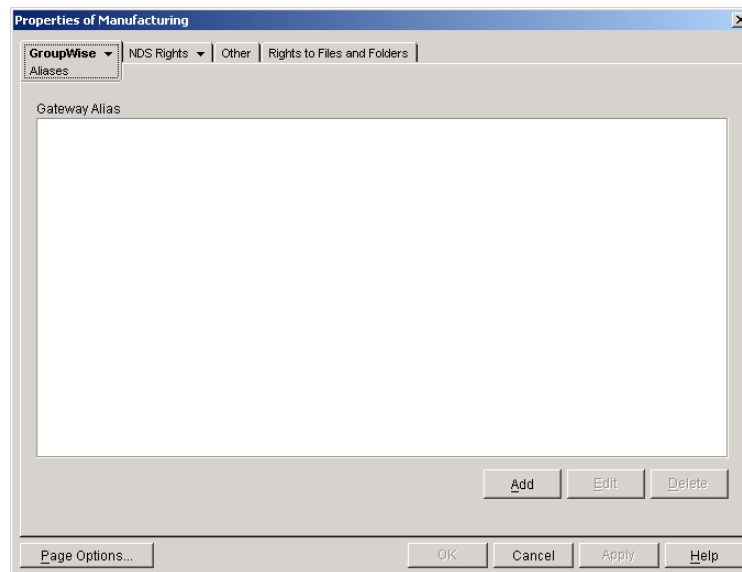 Properties of Manufacturing
GroupWise NDS Rights Other Rights to Files and Folders
Aliases
Gateway Alias
Add Edit Delete
Page Options... OK Cancel Apply Help